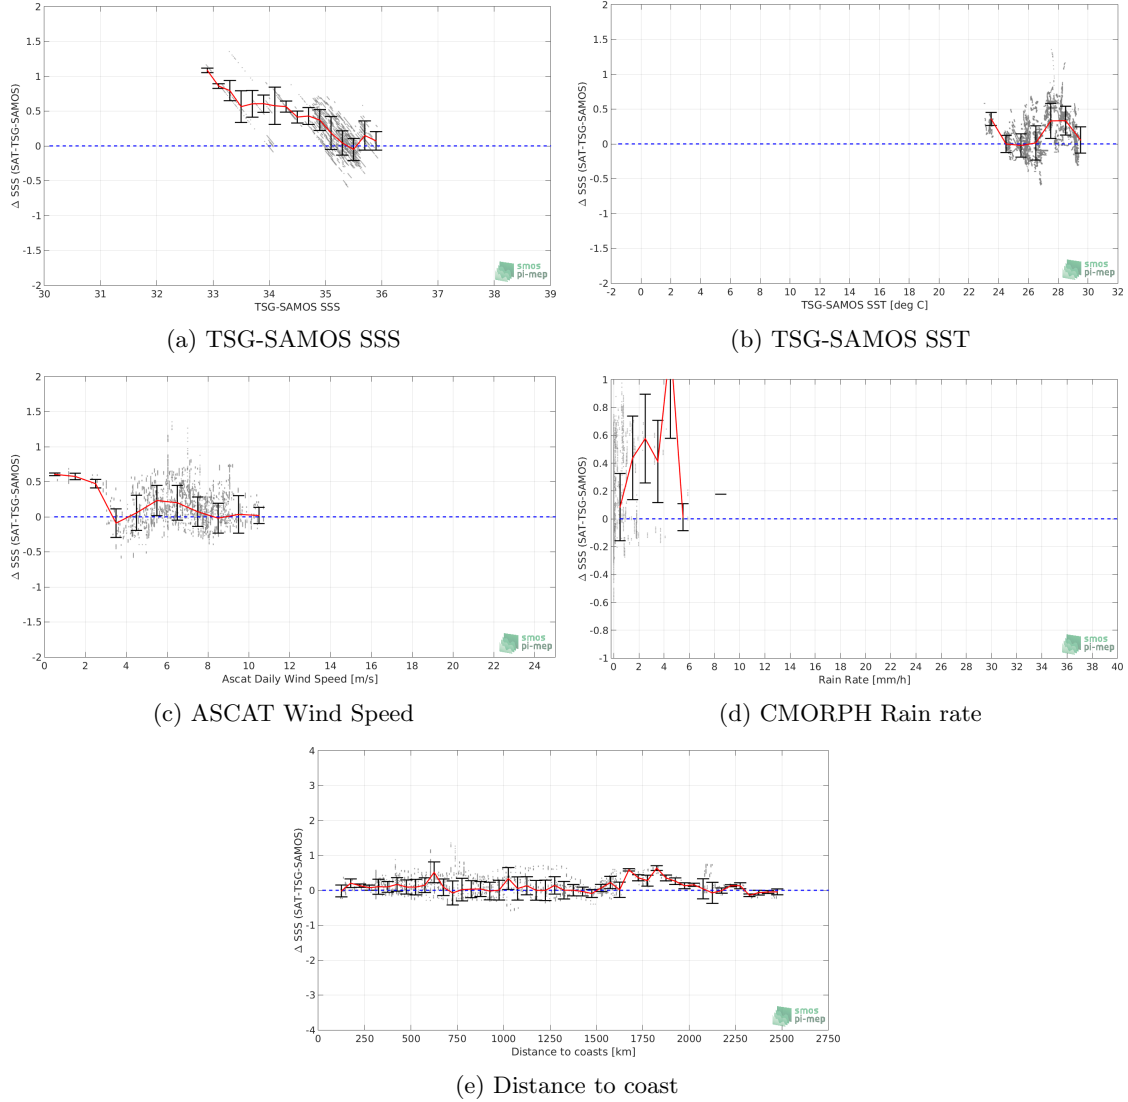 2
1.5
1
0.5
0
-0.5
-1
-1.5
-2
Δ SSS (SAT-TSG-SAMOS)
30 31 32 33 34 35 36 37 38 39
TSG-SAMOS SSS
smos
pi-mep
(a) TSG-SAMOS SSS
2
1.5
1
0.5
0
-0.5
-1
-1.5
-2
Δ SSS (SAT-TSG-SAMOS)
-2 0 2 4 6 8 10 12 14 16 18 20 22 24 26 28 30 32
TSG-SAMOS SST [deg C]
smos
pi-mep
(b) TSG-SAMOS SST
2
1.5
1
0.5
0
-0.5
-1
-1.5
-2
Δ SSS (SAT-TSG-SAMOS)
0 2 4 6 8 10 12 14 16 18 20 22 24
Ascat Daily Wind Speed [m/s]
smos
pi-mep
(c) ASCAT Wind Speed
1
0.8
0.6
0.4
0.2
0
-0.2
-0.4
-0.6
-0.8
-1
Δ SSS (SAT-TSG-SAMOS)
0 2 4 6 8 10 12 14 16 18 20 22 24 26 28 30 32 34 36 38 40
Rain Rate [mm/h]
smos
pi-mep
(d) CMORPH Rain rate
4
3
2
1
0
-1
-2
-3
-4
Δ SSS (SAT-TSG-SAMOS)
0 250 500 750 1000 1250 1500 1750 2000 2250 2500 2750
Distance to coasts [km]
smos
pi-mep
(e) Distance to coast